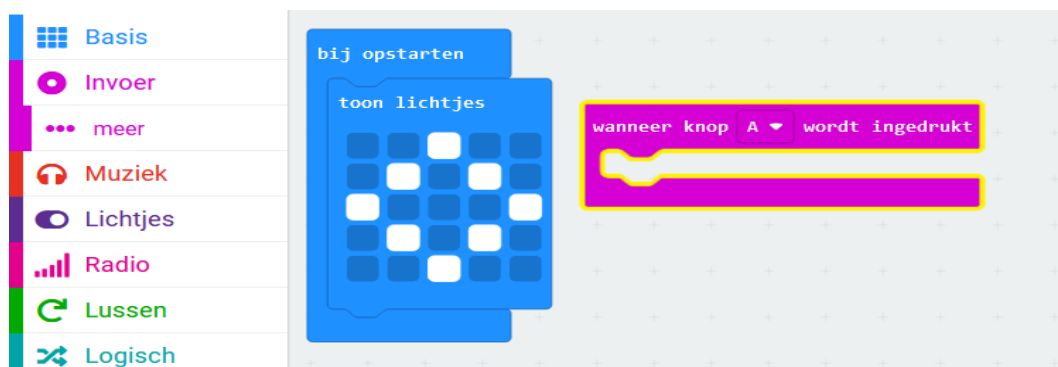 Basis
Invoer
meer
Muziek
Lichtjes
Radio
Lussen
Logisch
bij opstarten
toon lichtjes
wanneer knop A wordt ingedrukt